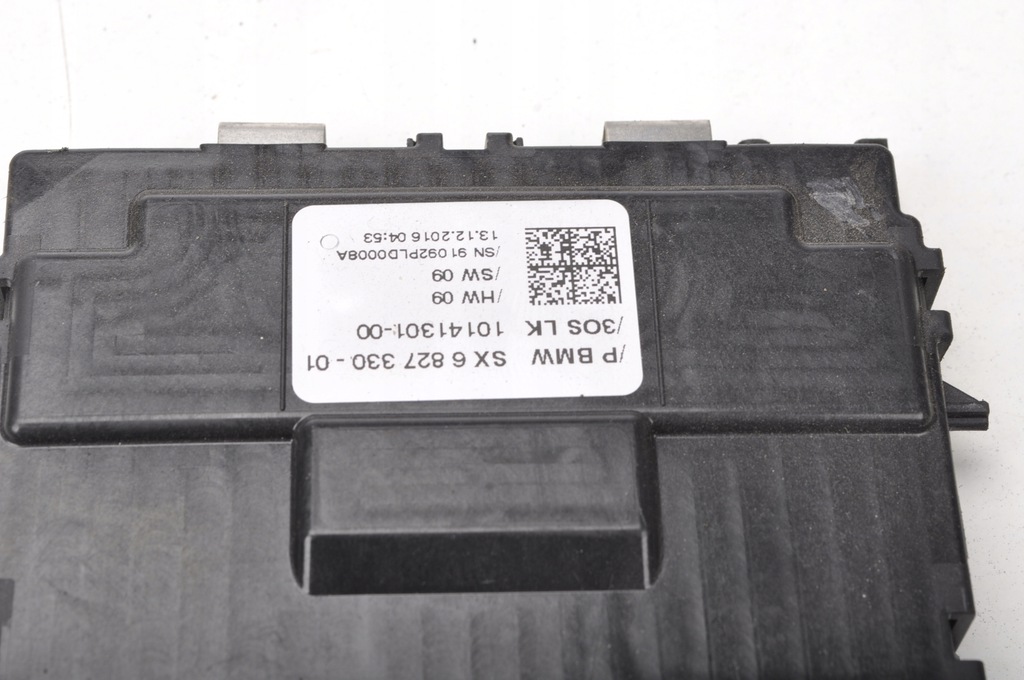 /P BMW SX 6 827 330 - 01
/3OS LK 10141301-00
/HW 09
/SW 09
/SN 91 092PLD0008A
13.12.2016 04:53